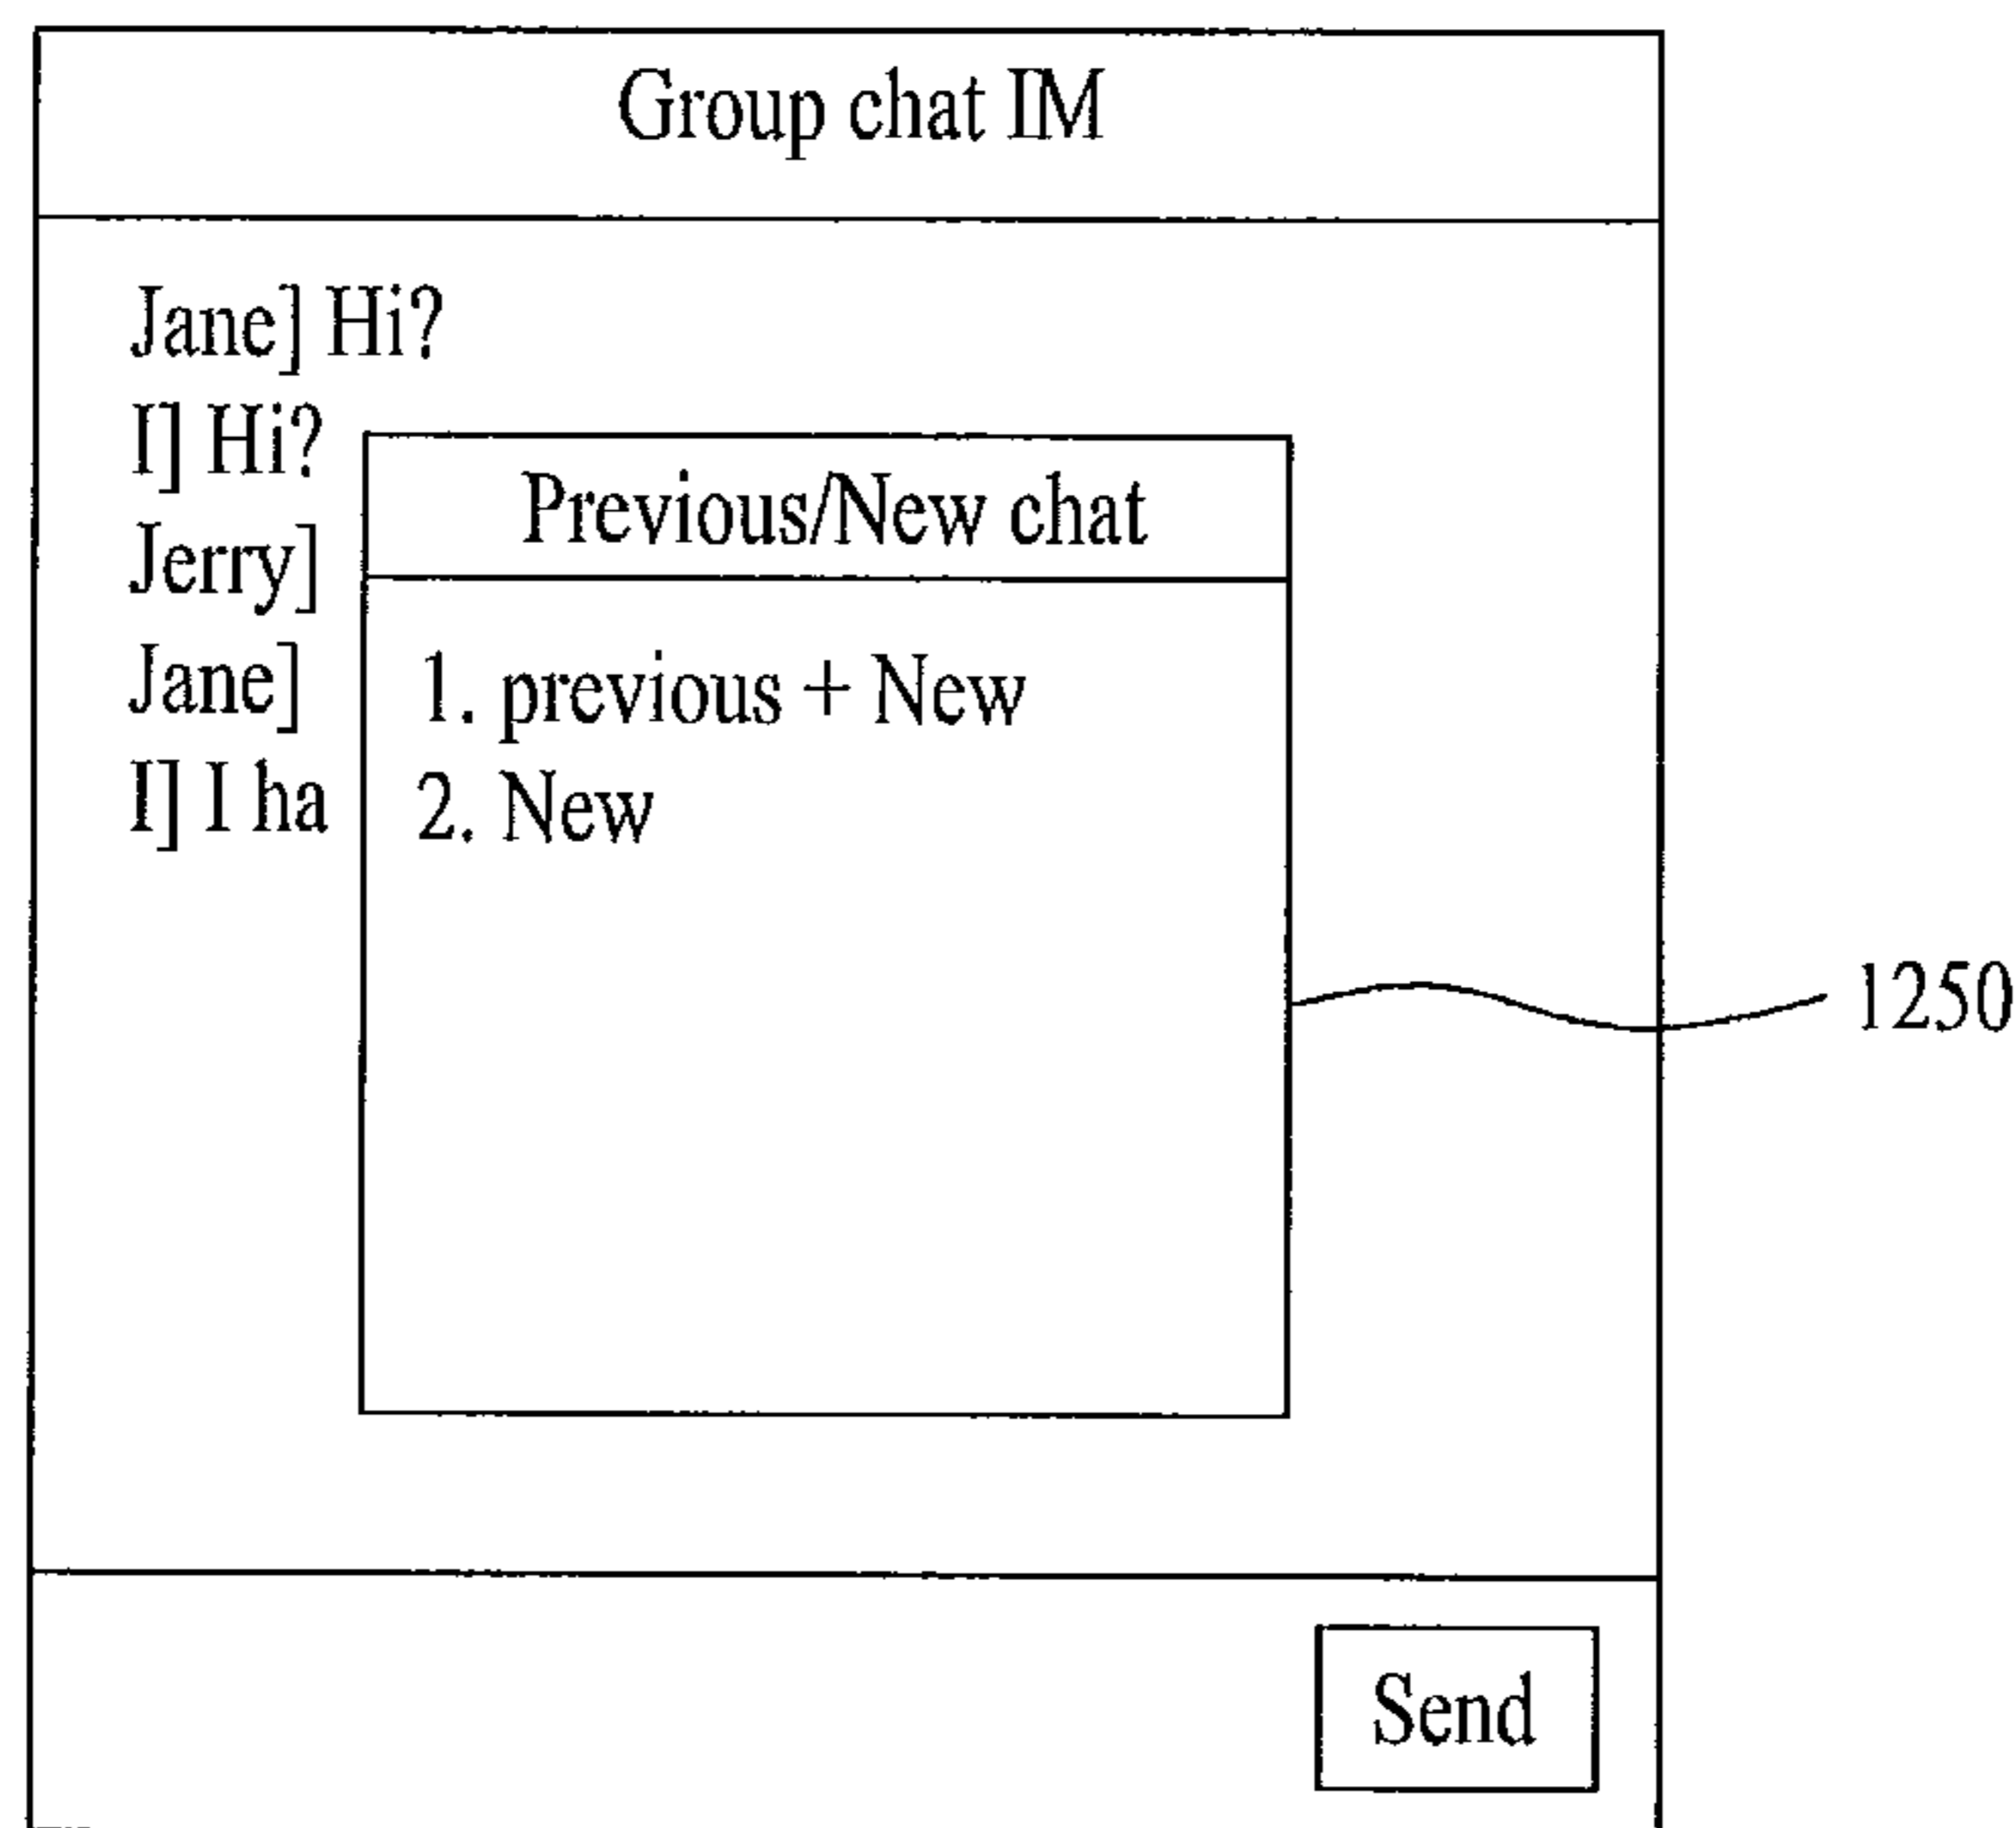 Group chat IM
Jane] Hi?
I] Hi?
Jerry]
Jane]
I] I ha
Previous/New chat
1. previous + New
2. New
1250
Send